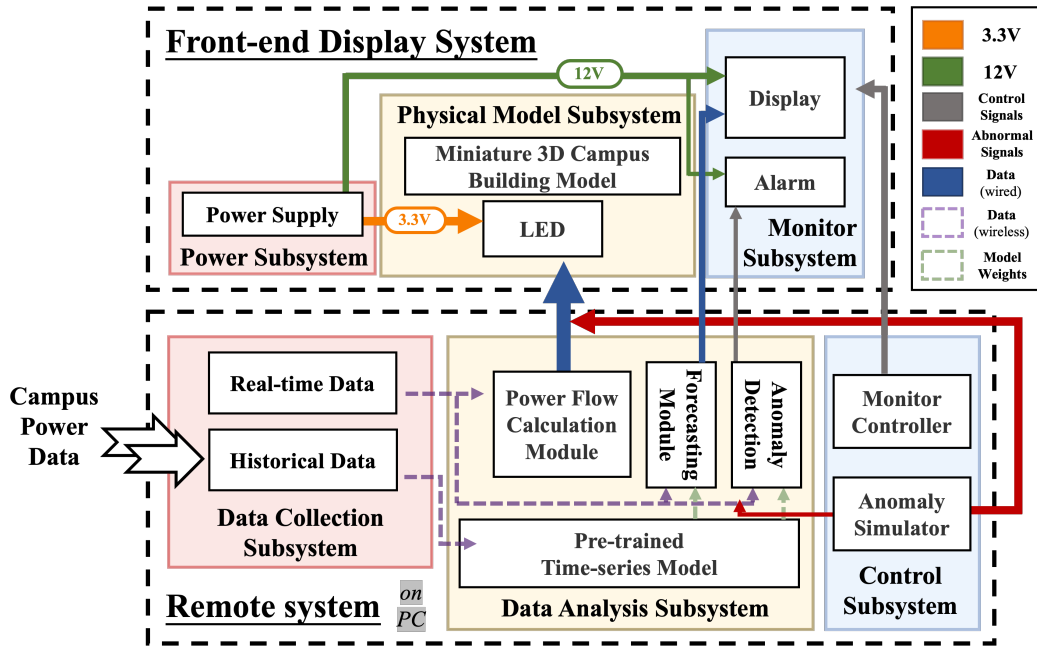 Front-end Display System
12V
Physical Model Subsystem
Miniature 3D Campus
Building Model
Power Supply
3.3V
LED
Power Subsystem
Display
Alarm
Monitor
Subsystem
3.3V
12V
Control
Signals
Abnormal
Signals
Data
(wired)
Data
(wireless)
Model
Weights
Campus
Power
Data
Real-time Data
Historical Data
Data Collection
Subsystem
Power Flow
Calculation
Module
Forecasting
Module
Anomaly
Detection
Pre-trained
Time-series Model
Data Analysis Subsystem
Monitor
Controller
Anomaly
Simulator
Control
Subsystem
Remote system
on
PC